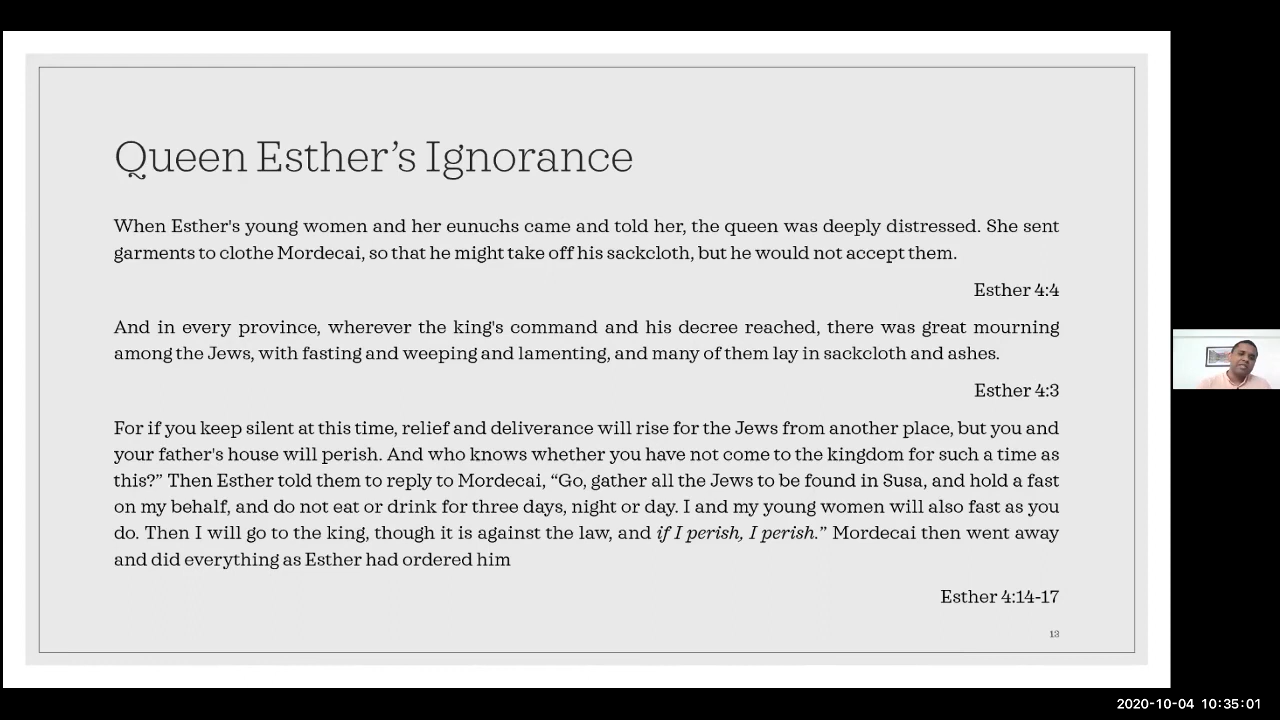 Queen Esther’s Ignorance
When Esther's young women and her eunuchs came and told her, the queen was deeply distressed. She sent
garments to clothe Mordecai, so that he might take off his sackcloth, but he would not accept them.
Esther 4:4
And in every province, wherever the king's command and his decree reached, there was great mourning
among the Jews, with fasting and weeping and lamenting, and many of them lay in sackcloth and ashes.
Esther 4:3
For if you keep silent at this time, relief and deliverance will rise for the Jews from another place, but you and
your father's house will perish. And who knows whether you have not come to the kingdom for such a time as
this?” Then Esther told them to reply to Mordecai, “Go, gather all the Jews to be found in Susa, and hold a fast
on my behalf, and do not eat or drink for three days, night or day. I and my young women will also fast as you
do. Then I will go to the king, though it is against the law, and if I perish, I perish.” Mordecai then went away
and did everything as Esther had ordered him
Esther 4:14-17
13
2020-10-04 10:35:01